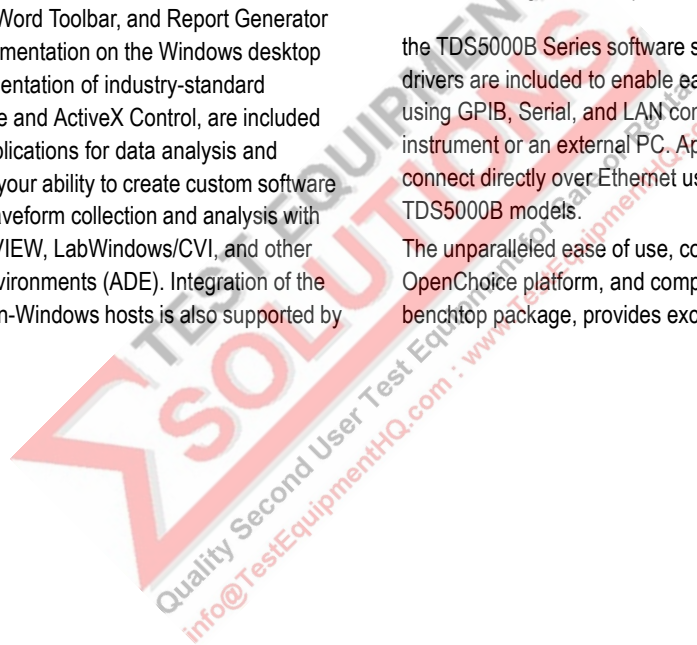 Word Toolbar, and Report Generator
mentation on the Windows desktop
entation of industry-standard
e and ActiveX Control, are included
plications for data analysis and
your ability to create custom software
aveform collection and analysis with
VIEW, LabWindows/CVI, and other
vironments (ADE). Integration of the
n-Windows hosts is also supported by
the TDS5000B Series software s
drivers are included to enable ea
using GPIB, Serial, and LAN con
instrument or an external PC. Ap
connect directly over Ethernet us
TDS5000B models.
The unparalleled ease of use, co
OpenChoice platform, and comp
benchtop package, provides exc
TEST EQUIPMENT
SOLUTIONS
Quality Second User Test Equipment for Sale or Rental
info@TestEquipmentHQ.com : www.TestEquipmentHQ.com